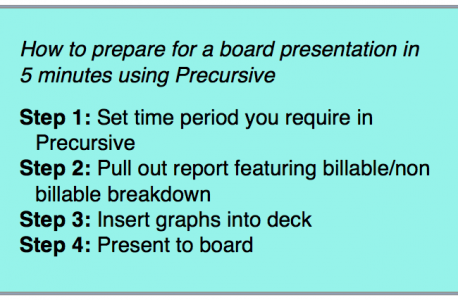 How to prepare for a board presentation in
5 minutes using Precursive
Step 1: Set time period you require in
Precursive
Step 2: Pull out report featuring billable/non
billable breakdown
Step 3: Insert graphs into deck
Step 4: Present to board